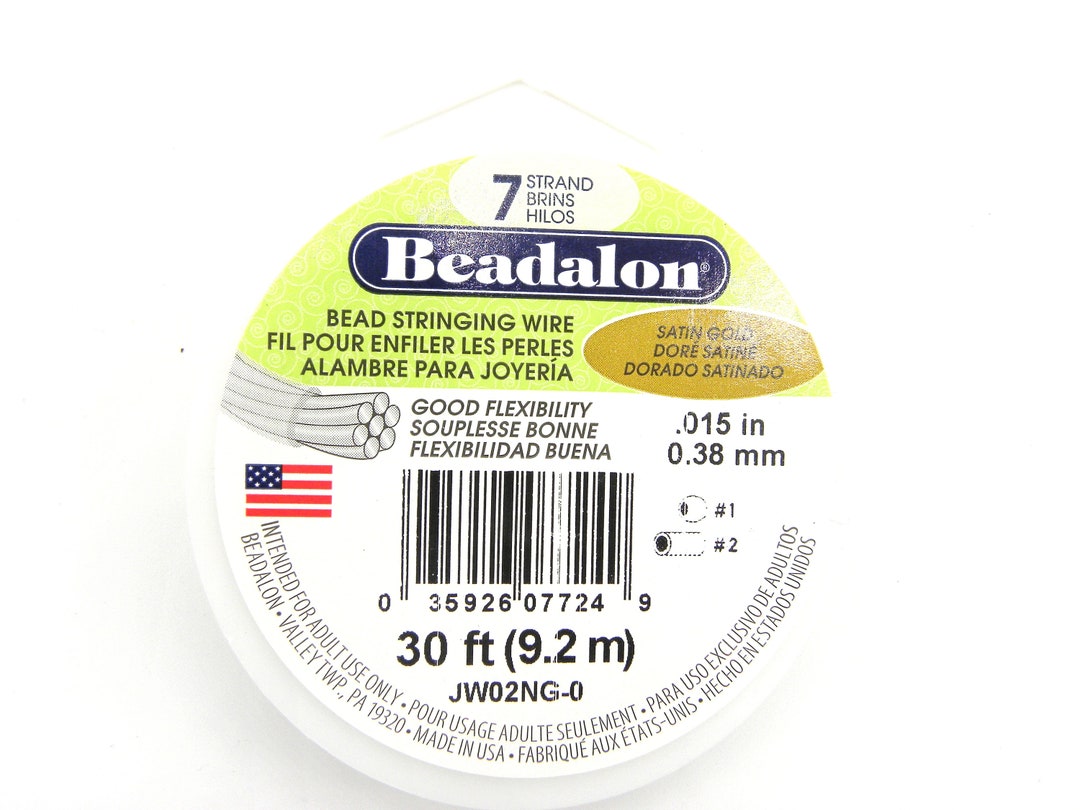 7 STRAND
BRINS
HILOS
Beadalon®
BEAD STRINGING WIRE
FIL POUR ENFILER LES PERLES
ALAMBRE PARA JOYERÍA
SATIN GOLD
DORÉ SATINÉ
DORADO SATINADO
GOOD FLEXIBILITY
SOUPLESSE BONNE
FLEXIBILIDAD BUENA
.015 in
0.38 mm
#1
#2
0 35926 07724 9
30 ft (9.2 m)
JW02NG-0
INTENDED FOR ADULT USE ONLY • POUR USAGE ADULTE SEULEMENT • PARA USO EXCLUSIVO DE ADULTOS
BEADALON • VALLEY TWP., PA 19320 • MADE IN USA • FABRIQUÉ AUX ÉTATS-UNIS • HECHO EN ESTADOS UNIDOS